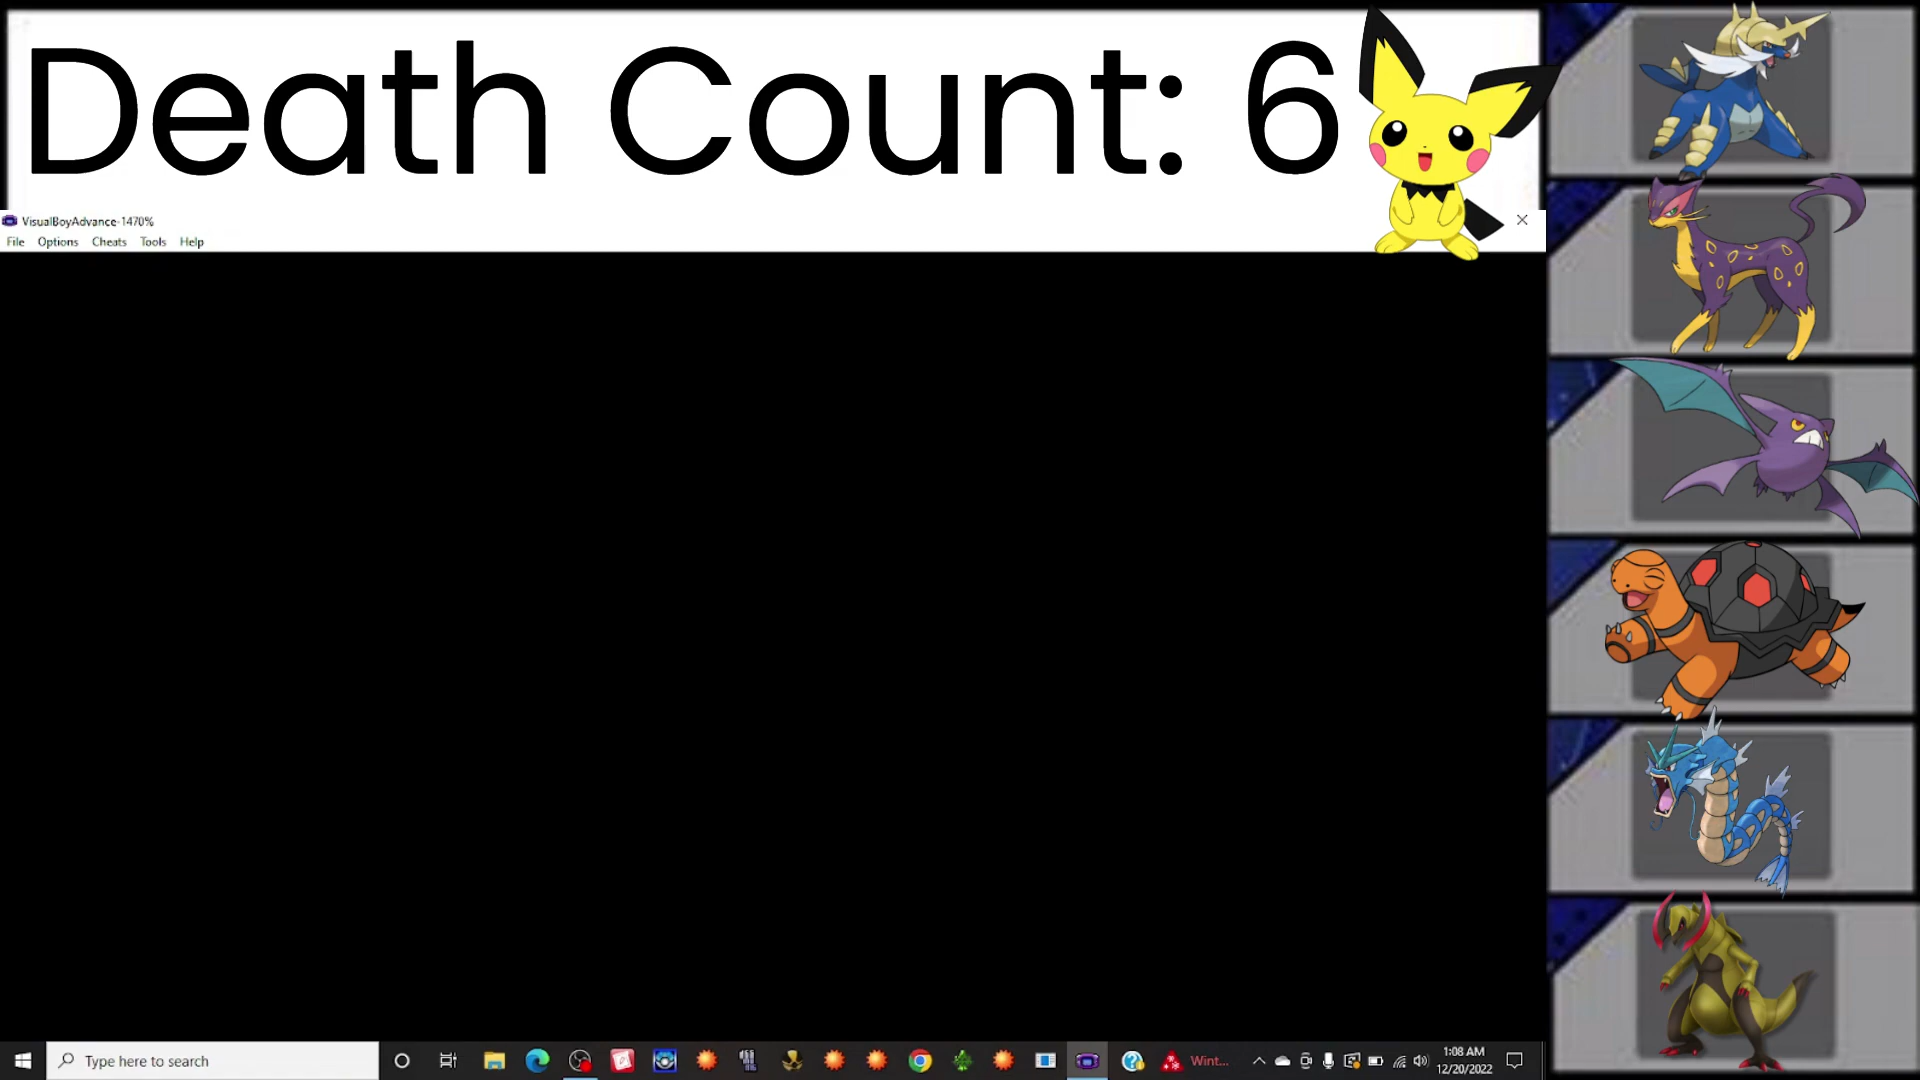 Death Count: 6
VisualBoyAdvance-1470%
File Options Cheats Tools Help
Type here to search
Wint...
1:08 AM
12/20/2022